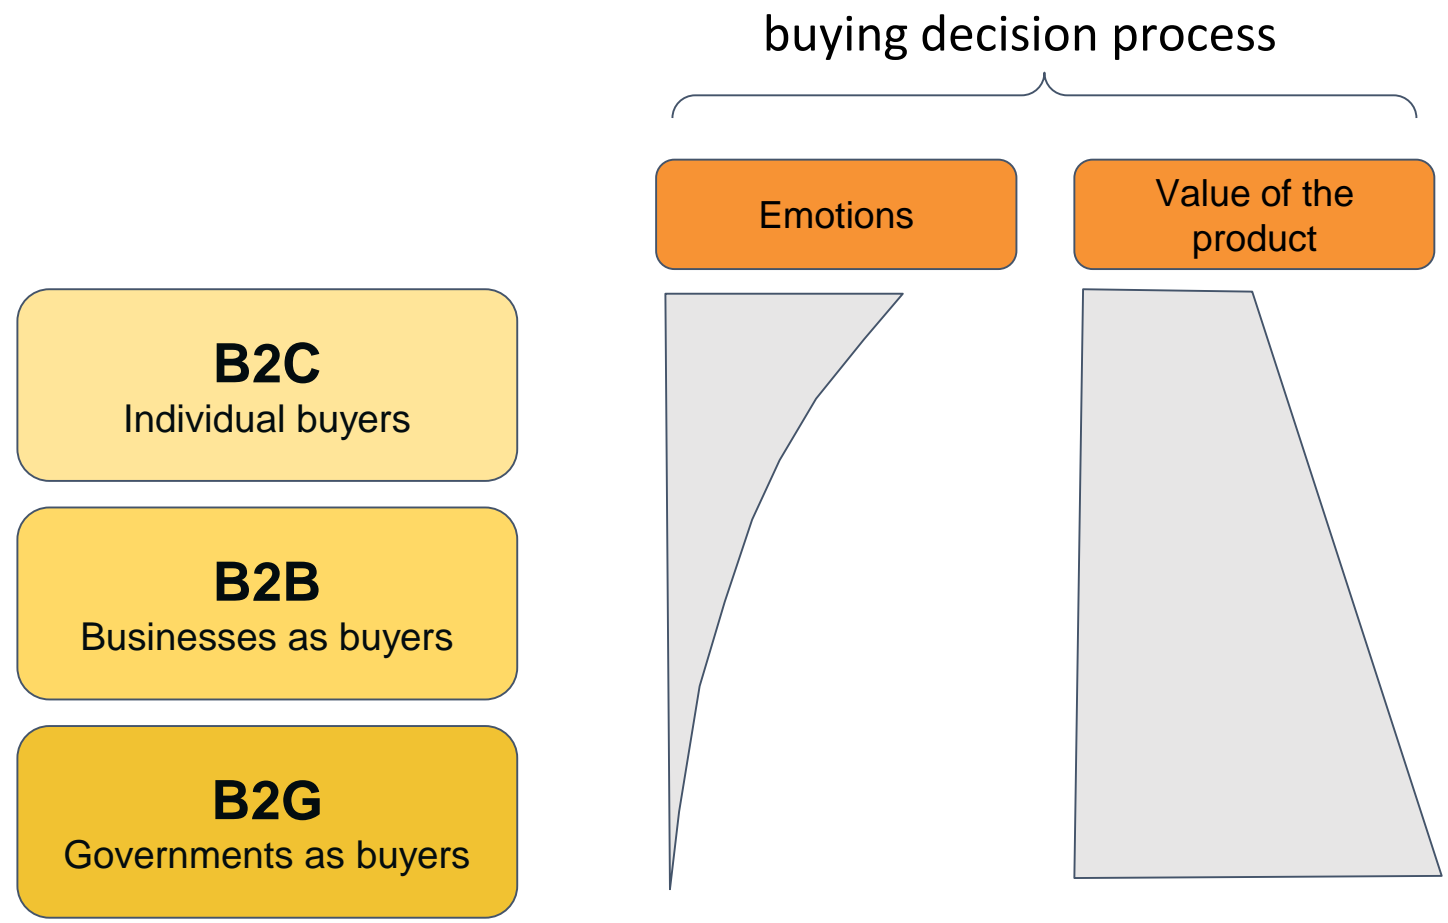 buying decision process
Emotions
Value of the
product
B2C
Individual buyers
B2B
Businesses as buyers
B2G
Governments as buyers